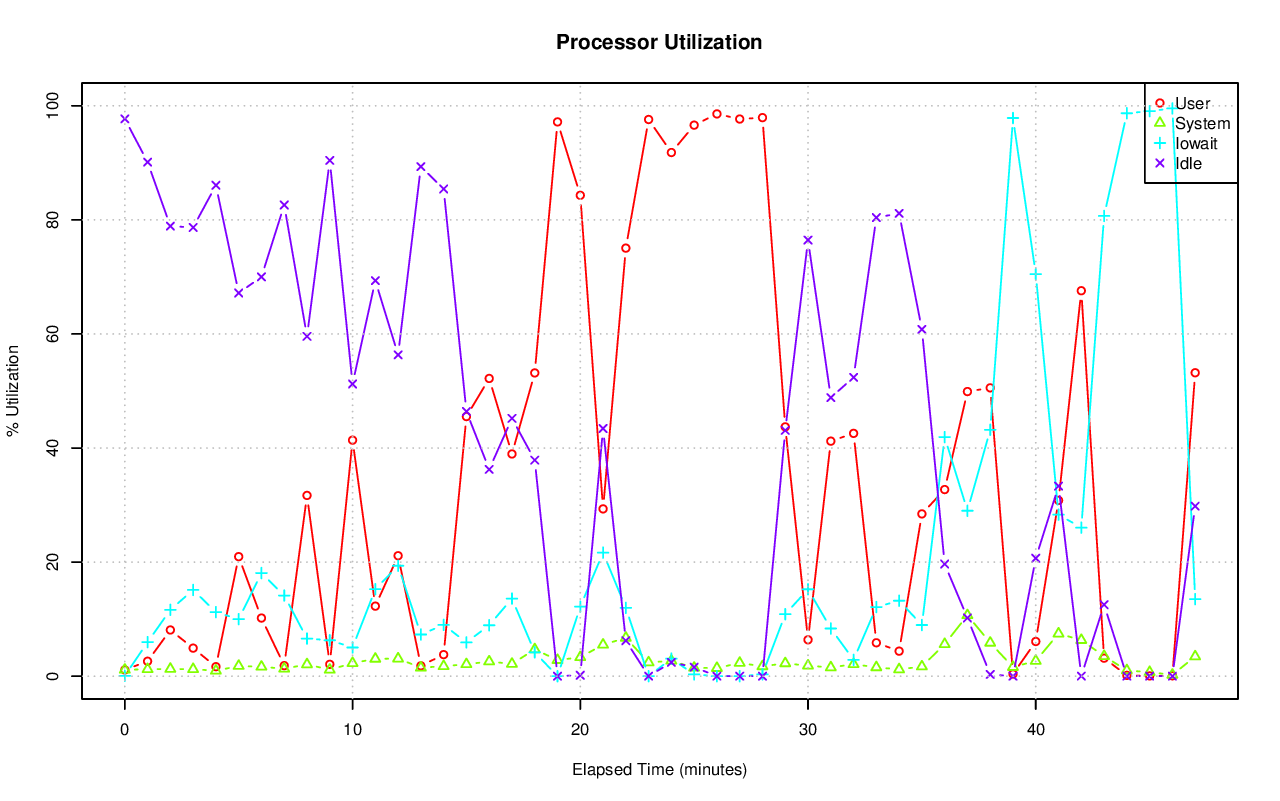 Processor Utilization
% Utilization
100
80
60
40
20
0
User
System
Iowait
Idle
0 10 20 30 40
Elapsed Time (minutes)